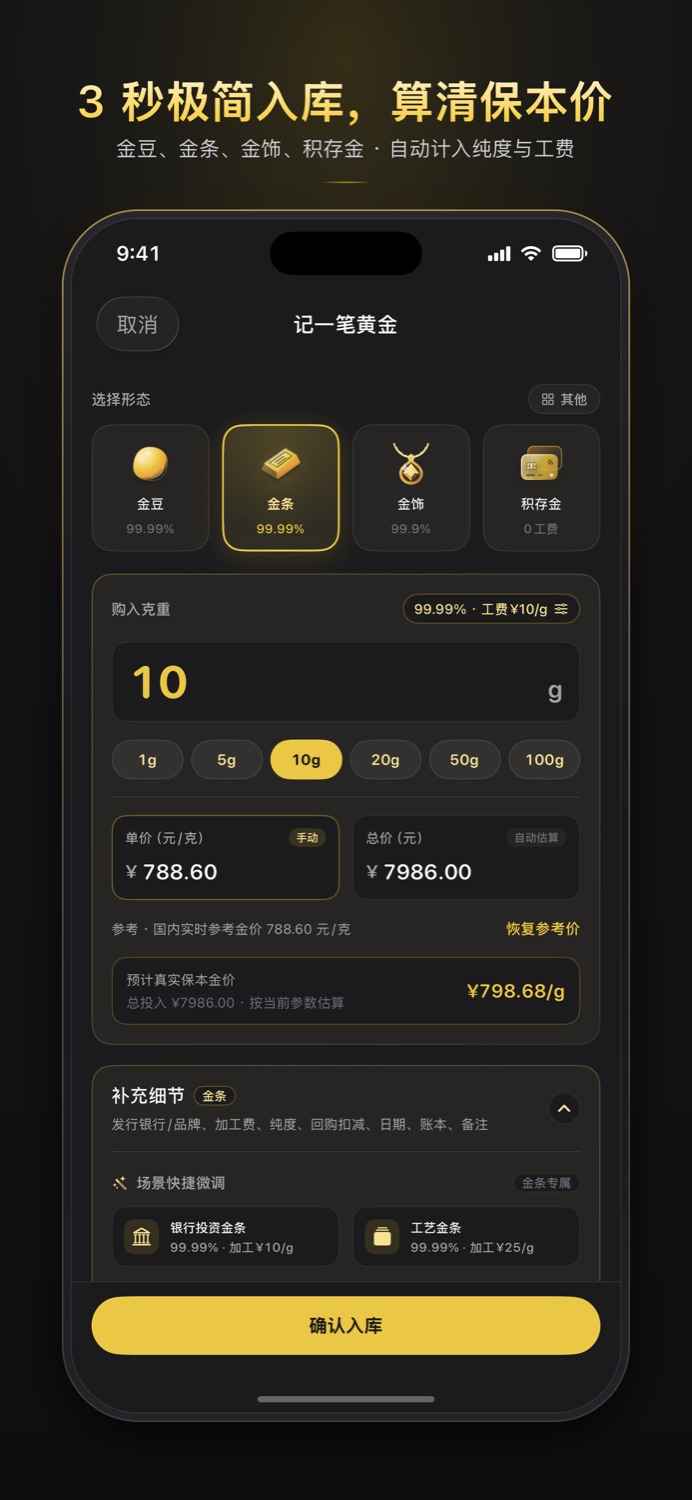 3 秒极简入库，算清保本价
金豆、金条、金饰、积存金 · 自动计入纯度与工费
9:41
取消
记一笔黄金
选择形态
其他
金豆
99.99%
金条
99.99%
金饰
99.9%
积存金
0 工费
购入克重
99.99% · 工费 ¥10/g
10
g
1g
5g
10g
20g
50g
100g
单价 (元/克)
手动
¥ 788.60
总价 (元)
自动估算
¥ 7986.00
参考 · 国内实时参考金价 788.60 元/克
恢复参考价
预计真实保本金价
总投入 ¥7986.00 · 按当前参数估算
¥798.68/g
补充细节
金条
发行银行/品牌、加工费、纯度、回购扣减、日期、账本、备注
场景快捷微调
金条专属
银行投资金条
99.99% · 加工 ¥10/g
工艺金条
99.99% · 加工 ¥25/g
确认入库